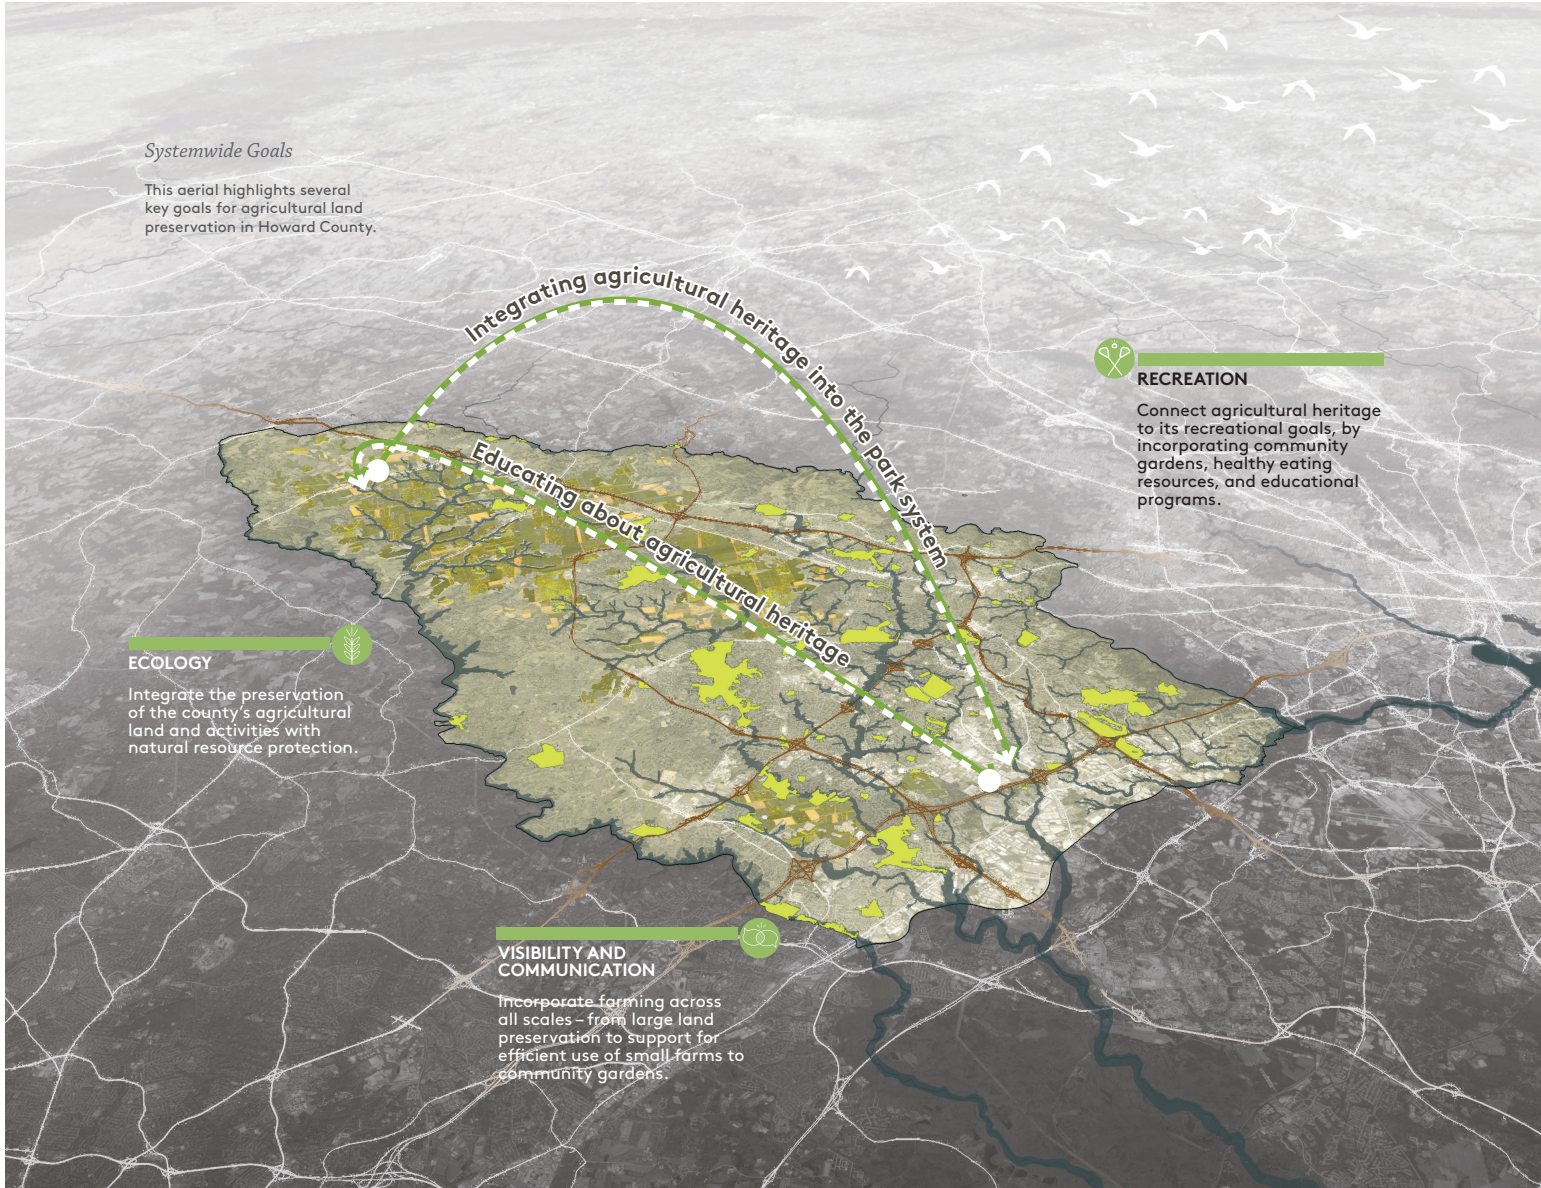 Systemwide Goals
This aerial highlights several
key goals for agricultural land
preservation in Howard County.
Integrating agricultural heritage into the park system
Educating about agricultural heritage
RECREATION
Connect agricultural heritage
to its recreational goals, by
incorporating community
gardens, healthy eating
resources, and educational
programs.
ECOLOGY
Integrate the preservation
of the county's agricultural
land and activities with
natural resource protection.
VISIBILITY AND
COMMUNICATION
Incorporate farming across
all scales – from large land
preservation to support for
efficient use of small farms to
community gardens.